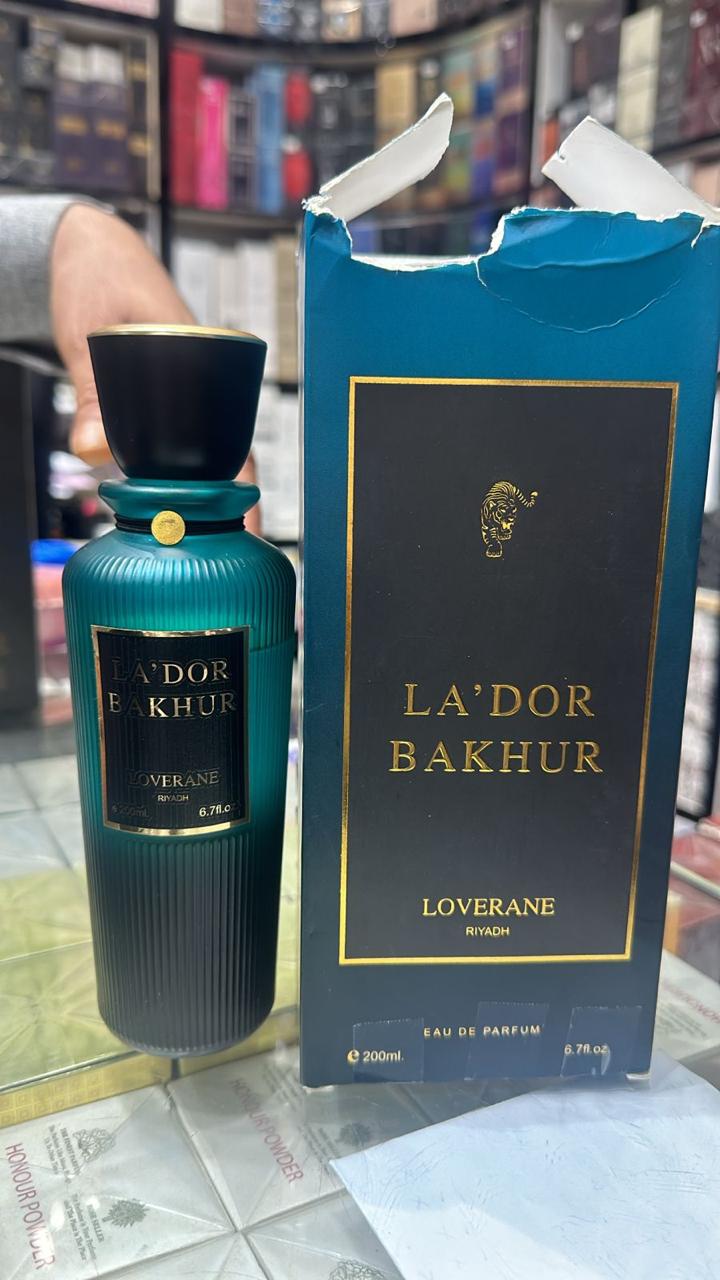 LA'DOR
BAKHUR
LOVERANE
RIYADH
e 200ml.
6.7fl.o
LA'DOR
BAKHUR
LOVERANE
RIYADH
EAU DE PARFUM
e 200ml.
6.7fl.oz
HONOUR POWDER
HONOUR POWDER